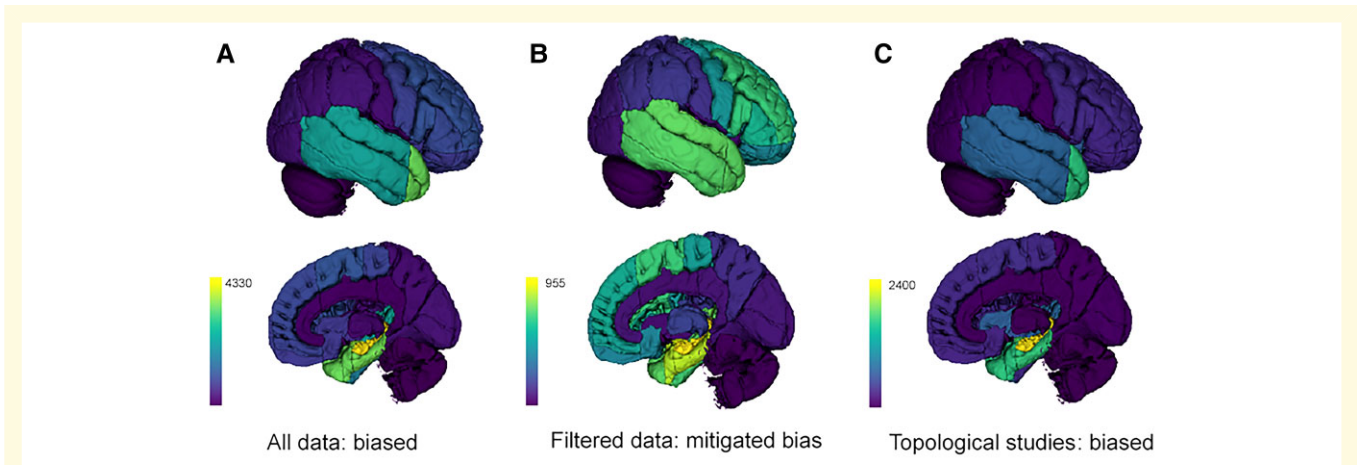 A
B
C
4330
955
2400
All data: biased
Filtered data: mitigated bias
Topological studies: biased